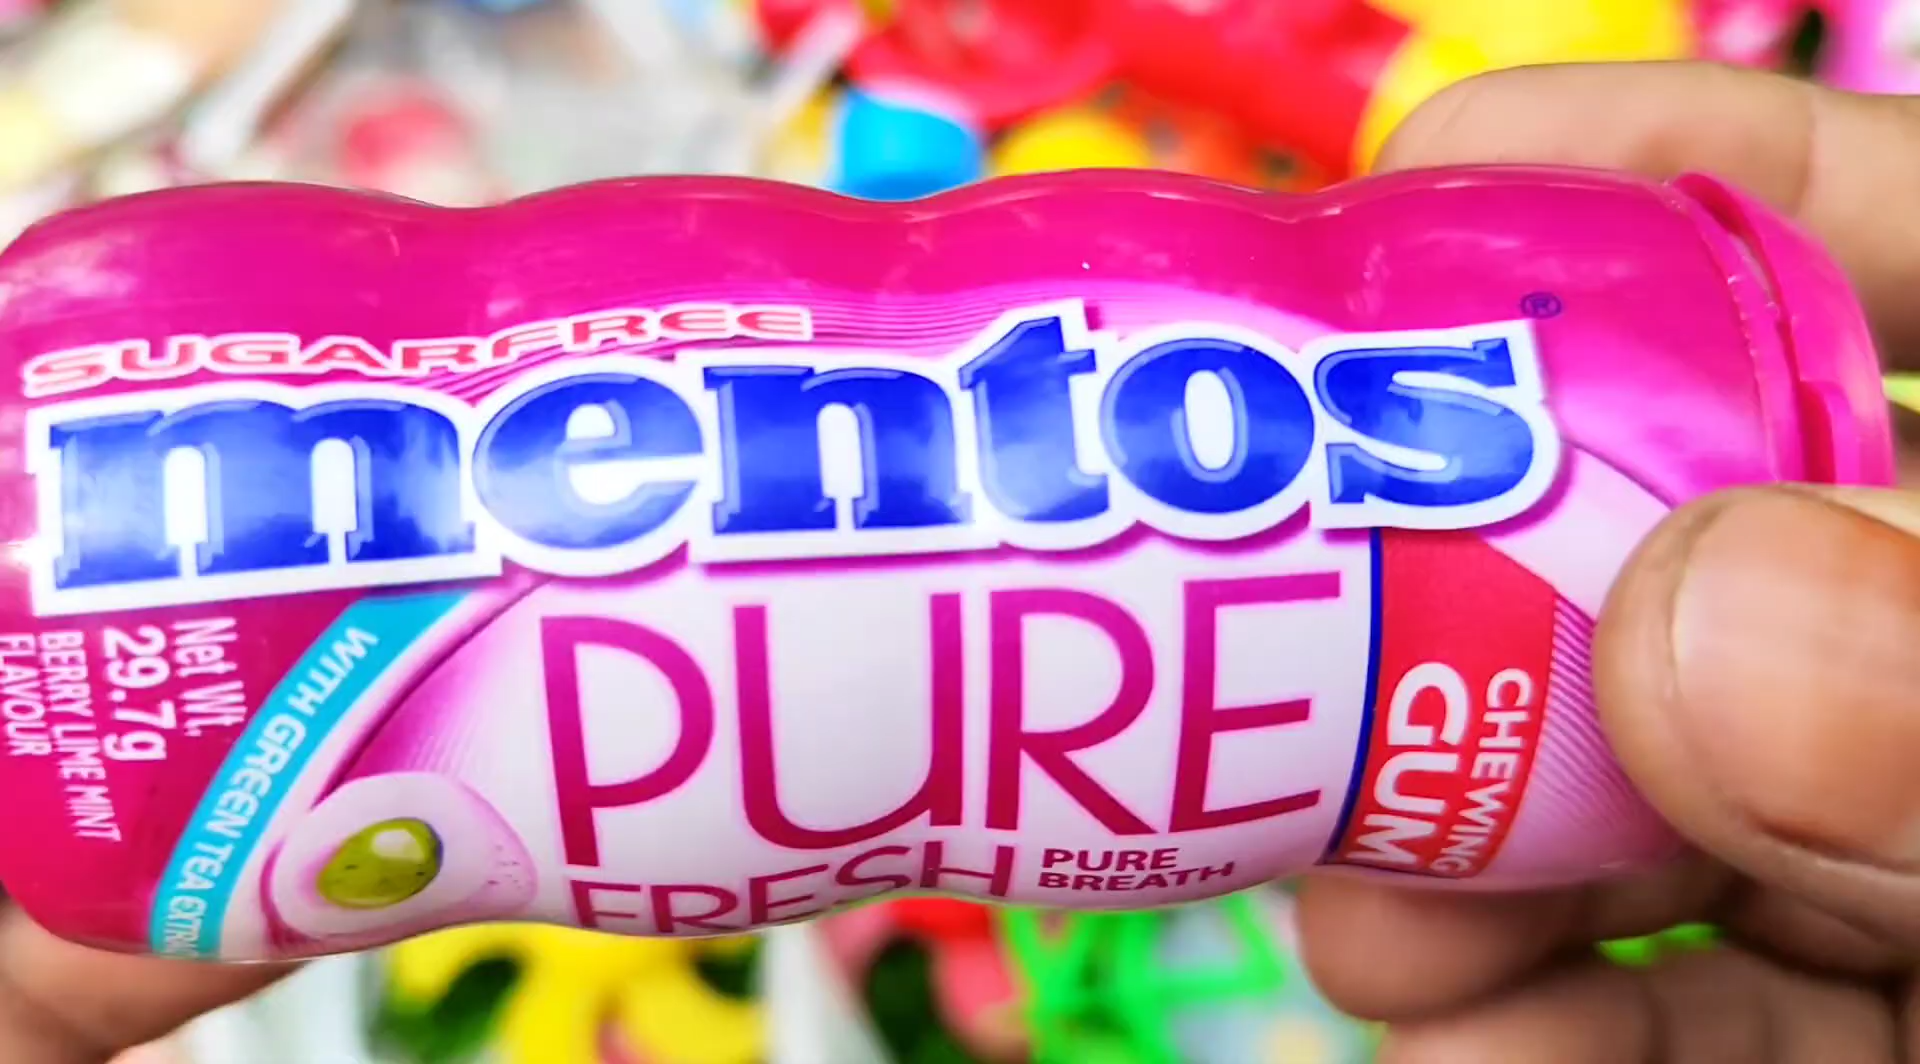 SUGARFREE
mentos®
PURE
FRESH
PURE
BREATH
CHEWING
GUM
WITH GREEN TEA
Net Wt.
29.7g
BERRY LIME MINT
FLAVOUR